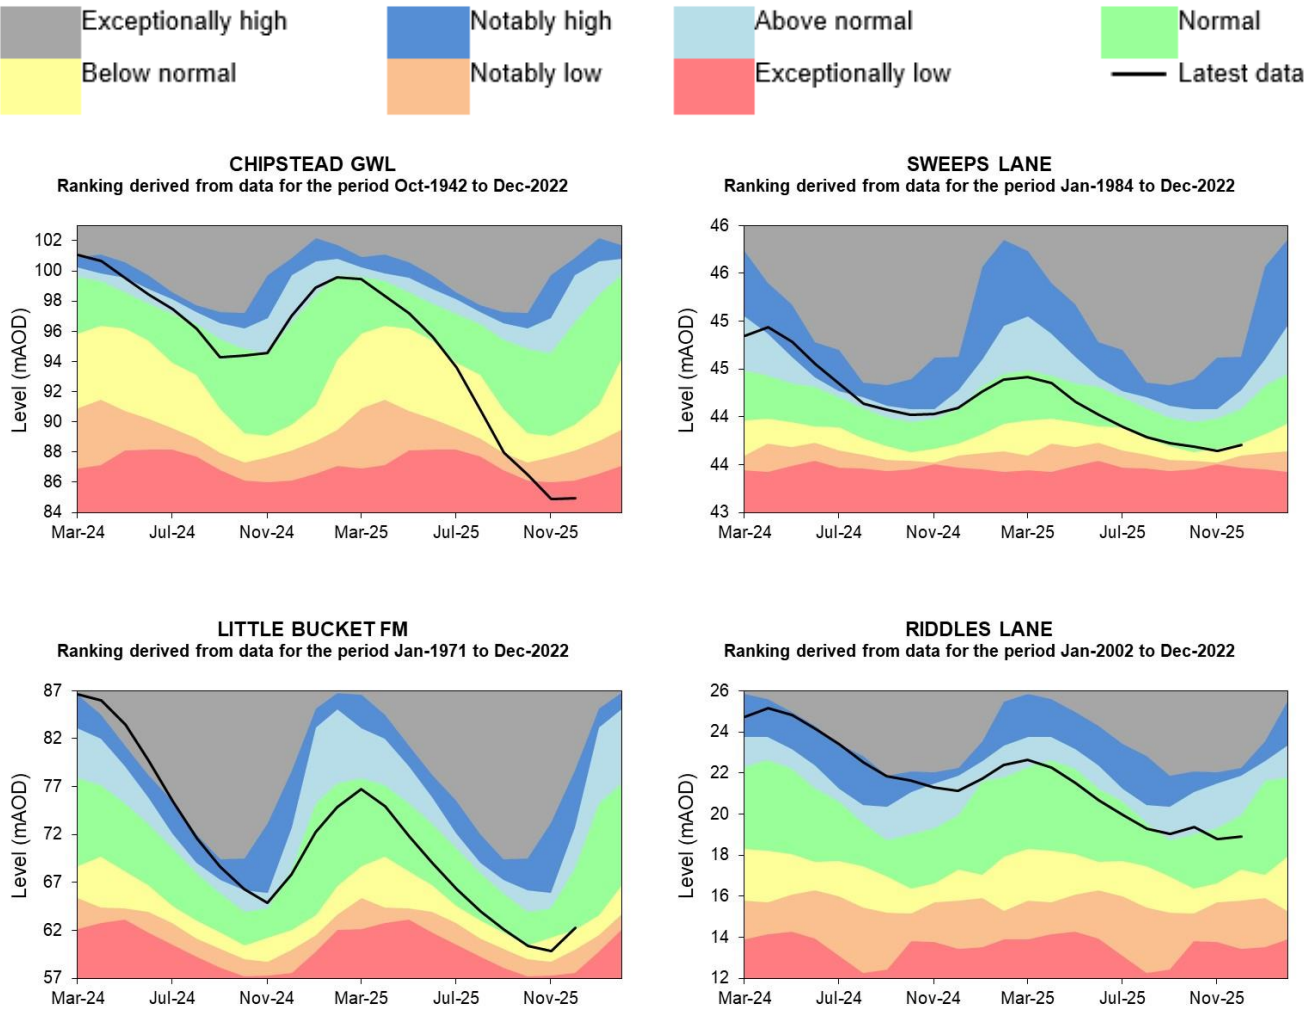 Exceptionally high Notably high Above normal Normal
Below normal Notably low Exceptionally low Latest data
CHIPSTEAD GWL
Ranking derived from data for the period Oct-1942 to Dec-2022
Level (mAOD)
102
100
98
96
94
92
90
88
86
84
Mar-24 Jul-24 Nov-24 Mar-25 Jul-25 Nov-25
SWEEPS LANE
Ranking derived from data for the period Jan-1984 to Dec-2022
Level (mAOD)
46
46
45
45
44
44
43
Mar-24 Jul-24 Nov-24 Mar-25 Jul-25 Nov-25
LITTLE BUCKET FM
Ranking derived from data for the period Jan-1971 to Dec-2022
Level (mAOD)
87
82
77
72
67
62
57
Mar-24 Jul-24 Nov-24 Mar-25 Jul-25 Nov-25
RIDDLES LANE
Ranking derived from data for the period Jan-2002 to Dec-2022
Level (mAOD)
26
24
22
20
18
16
14
12
Mar-24 Jul-24 Nov-24 Mar-25 Jul-25 Nov-25